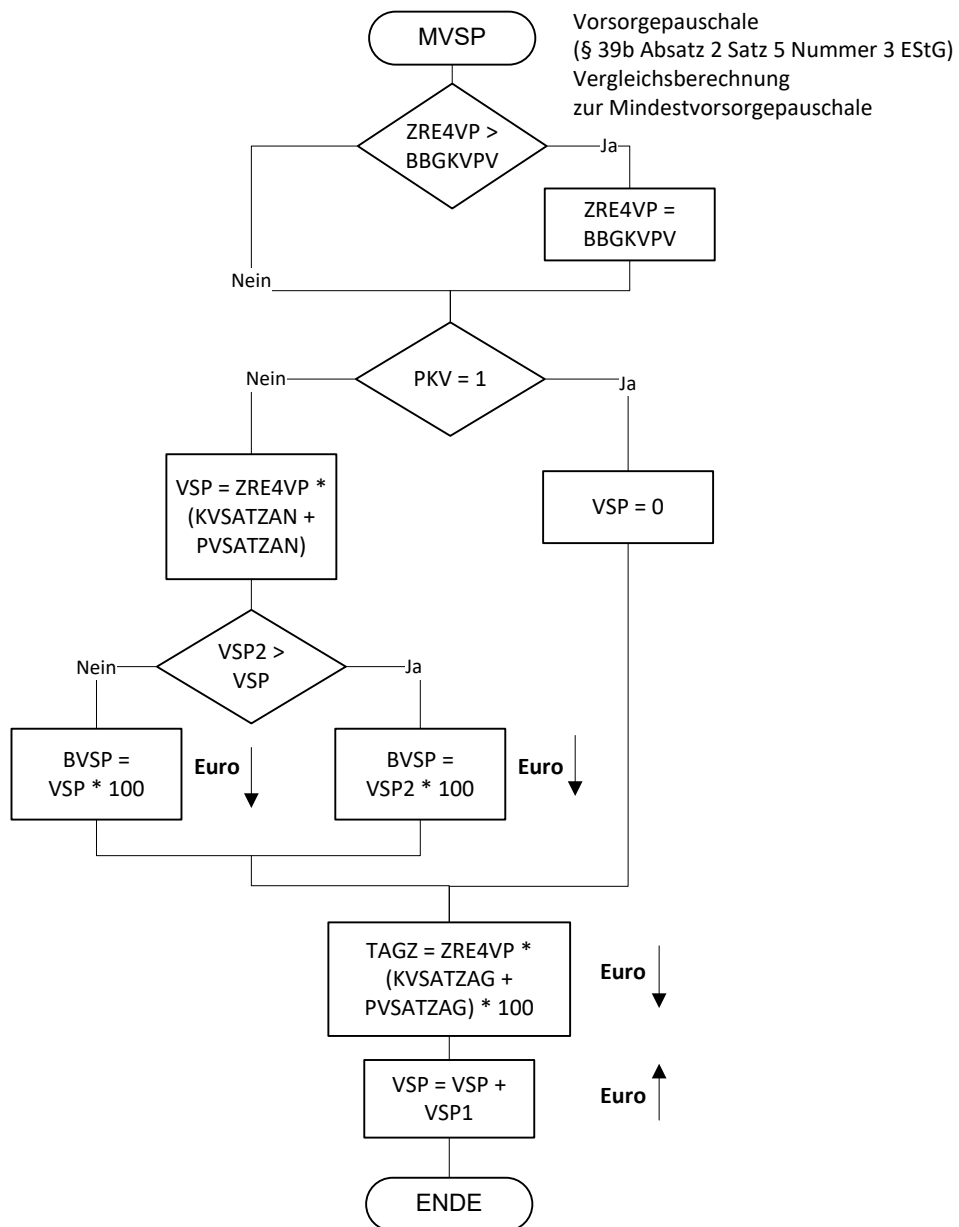 MVSP
Vorsorgepauschale
(§ 39b Absatz 2 Satz 5 Nummer 3 EStG)
Vergleichsberechnung
zur Mindestvorsorgepauschale
ZRE4VP >
BBGKVPV
Ja
ZRE4VP =
BBGKVPV
Nein
PKV = 1
Nein
Ja
VSP = ZRE4VP *
(KVSATZAN +
PVSATZAN)
VSP = 0
VSP2 >
VSP
Nein
Ja
BVSP =
VSP * 100
Euro
BVSP =
VSP2 * 100
Euro
TAGZ = ZRE4VP *
(KVSATZAG +
PVSATZAG) * 100
Euro
VSP = VSP +
VSP1
Euro
ENDE